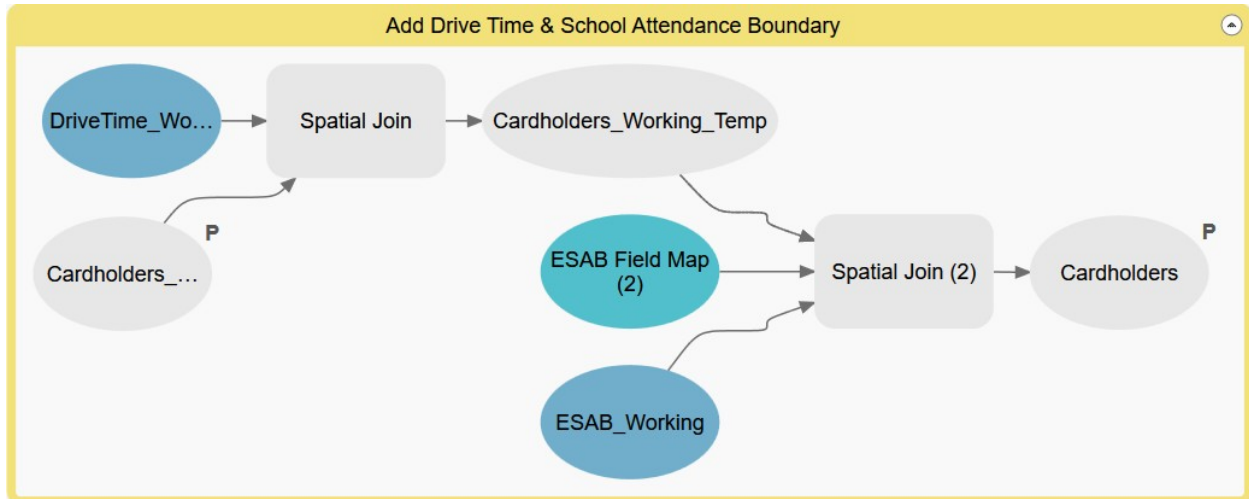 Add Drive Time & School Attendance Boundary
DriveTime_Wo...
Spatial Join
Cardholders_Working_Temp
P
Cardholders_...
ESAB Field Map
(2)
Spatial Join (2)
P
Cardholders
ESAB_Working